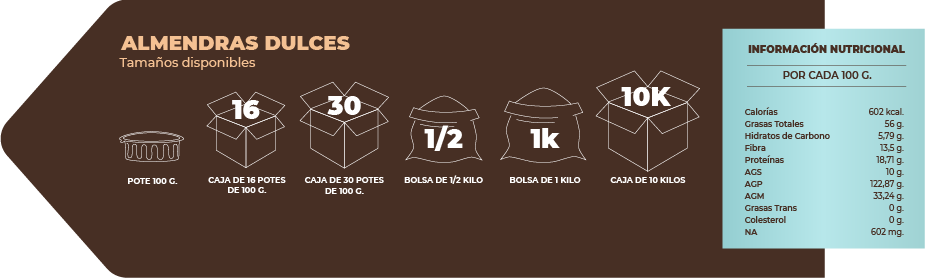 ALMENDRAS DULCES
Tamaños disponibles
16
30
1/2
1k
10K
POTE 100 G.
CAJA DE 16 POTES
DE 100 G.
CAJA DE 30 POTES
DE 100 G.
BOLSA DE 1/2 KILO
BOLSA DE 1 KILO
CAJA DE 10 KILOS
INFORMACIÓN NUTRICIONAL
POR CADA 100 G.
Calorías 602 kcal.
Grasas Totales 56 g.
Hidratos de Carbono 5,79 g.
Fibra 13,5 g.
Proteínas 18,71 g.
AGS 10 g.
AGP 122,87 g.
AGM 33,24 g.
Grasas Trans 0 g.
Colesterol 0 g.
NA 602 mg.